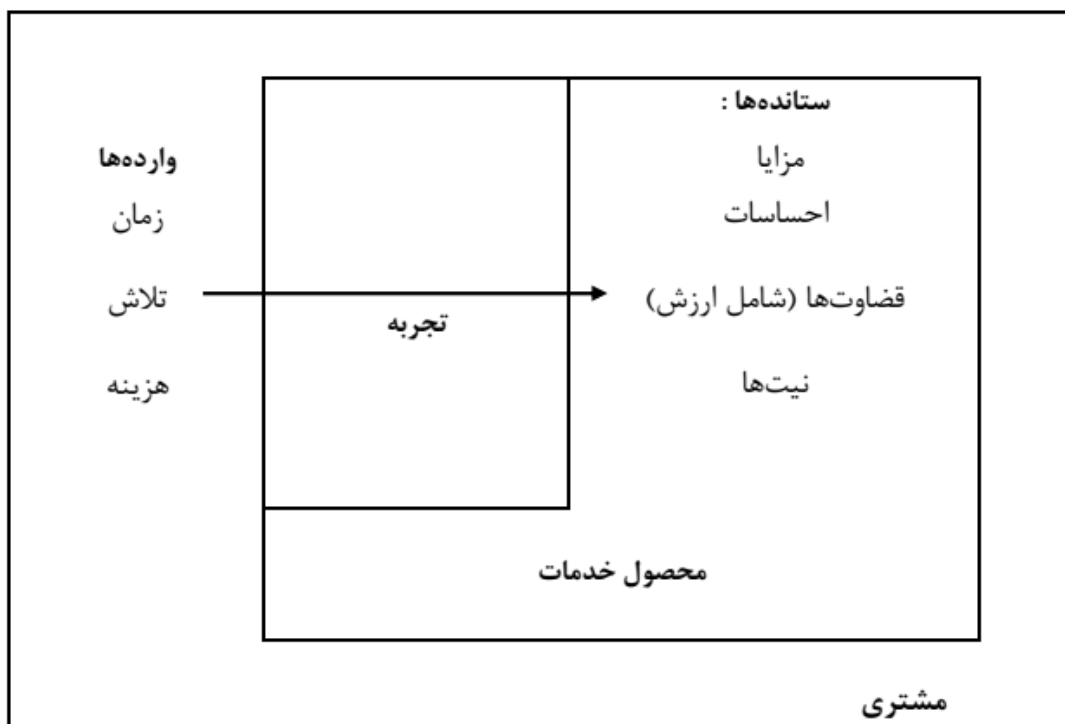 ستانده‌ها :
مزایا
احساسات
قضاوت‌ها (شامل ارزش)
نیت‌ها
تجربه
وارده‌ها
زمان
تلاش
هزینه
محصول خدمات
مشتری